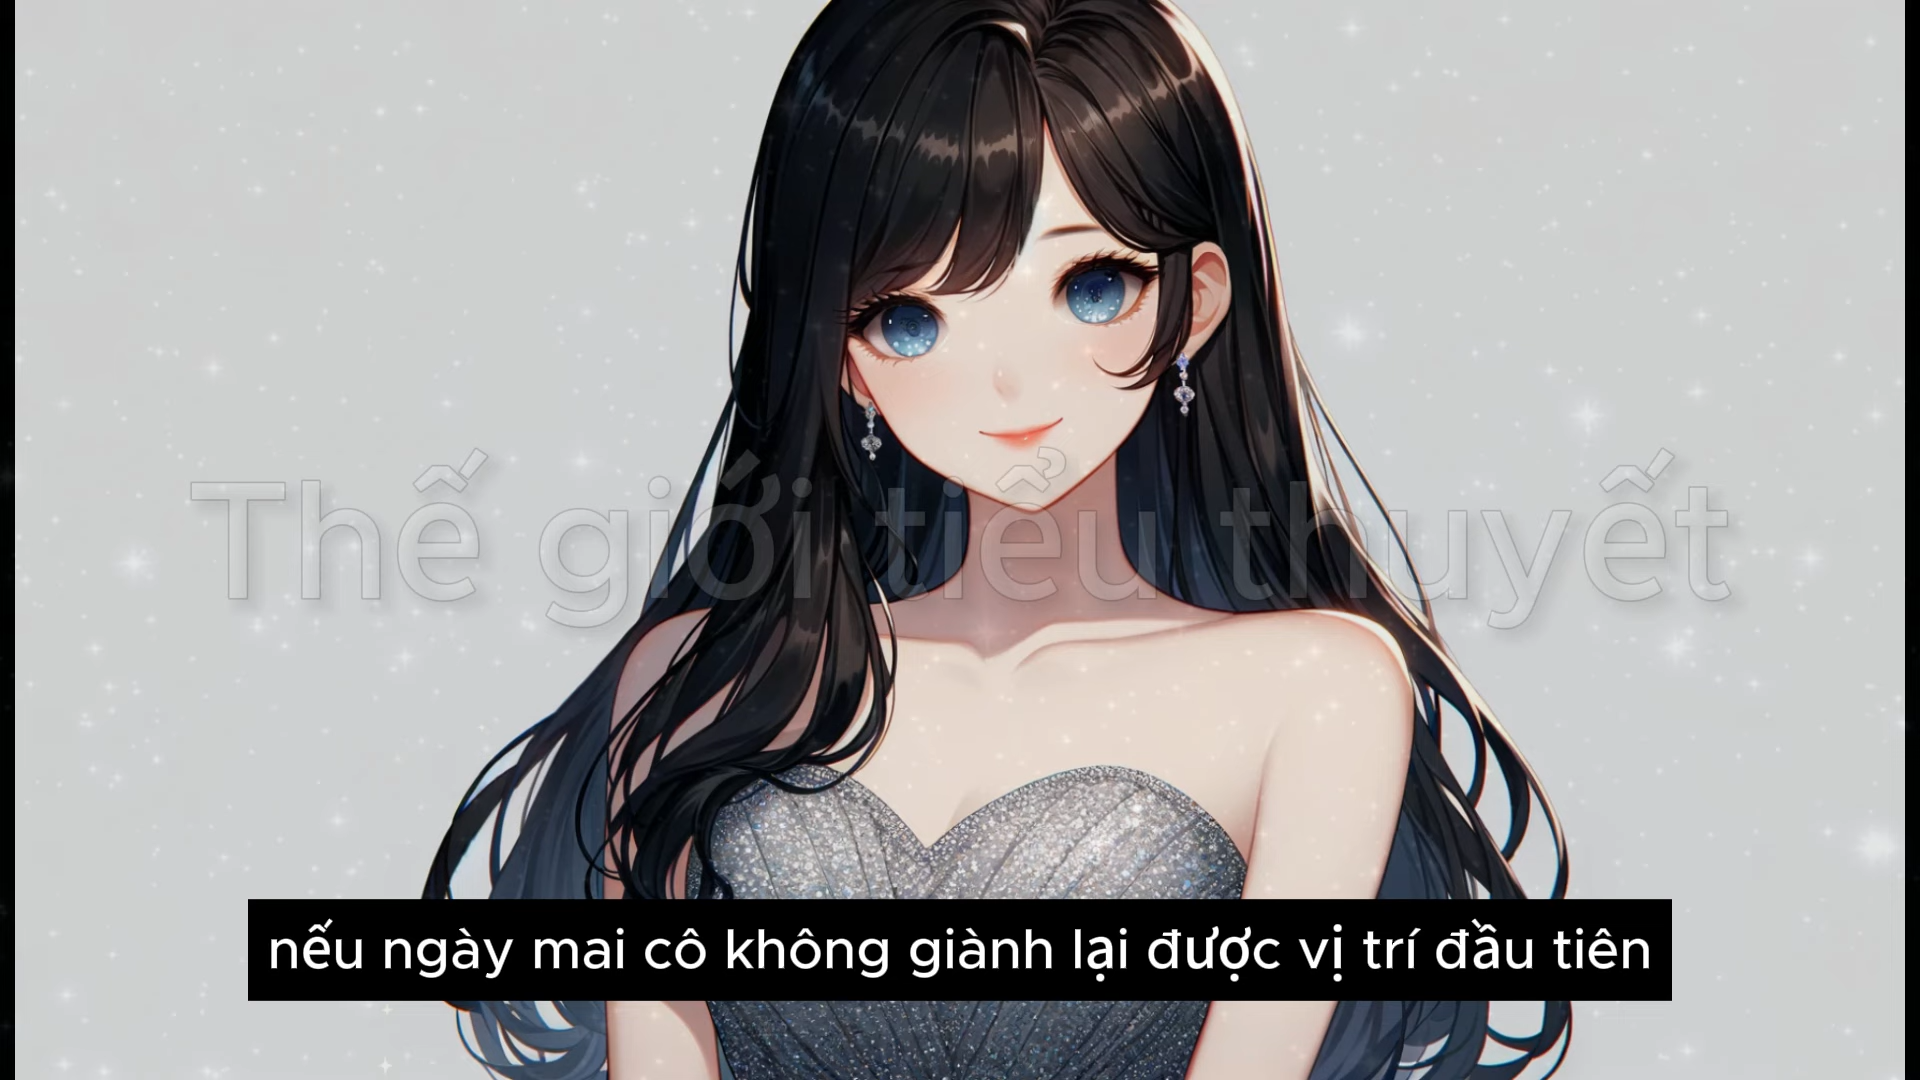 Thế giới tiểu thuyết
nếu ngày mai cô không giành lại được vị trí đầu tiên